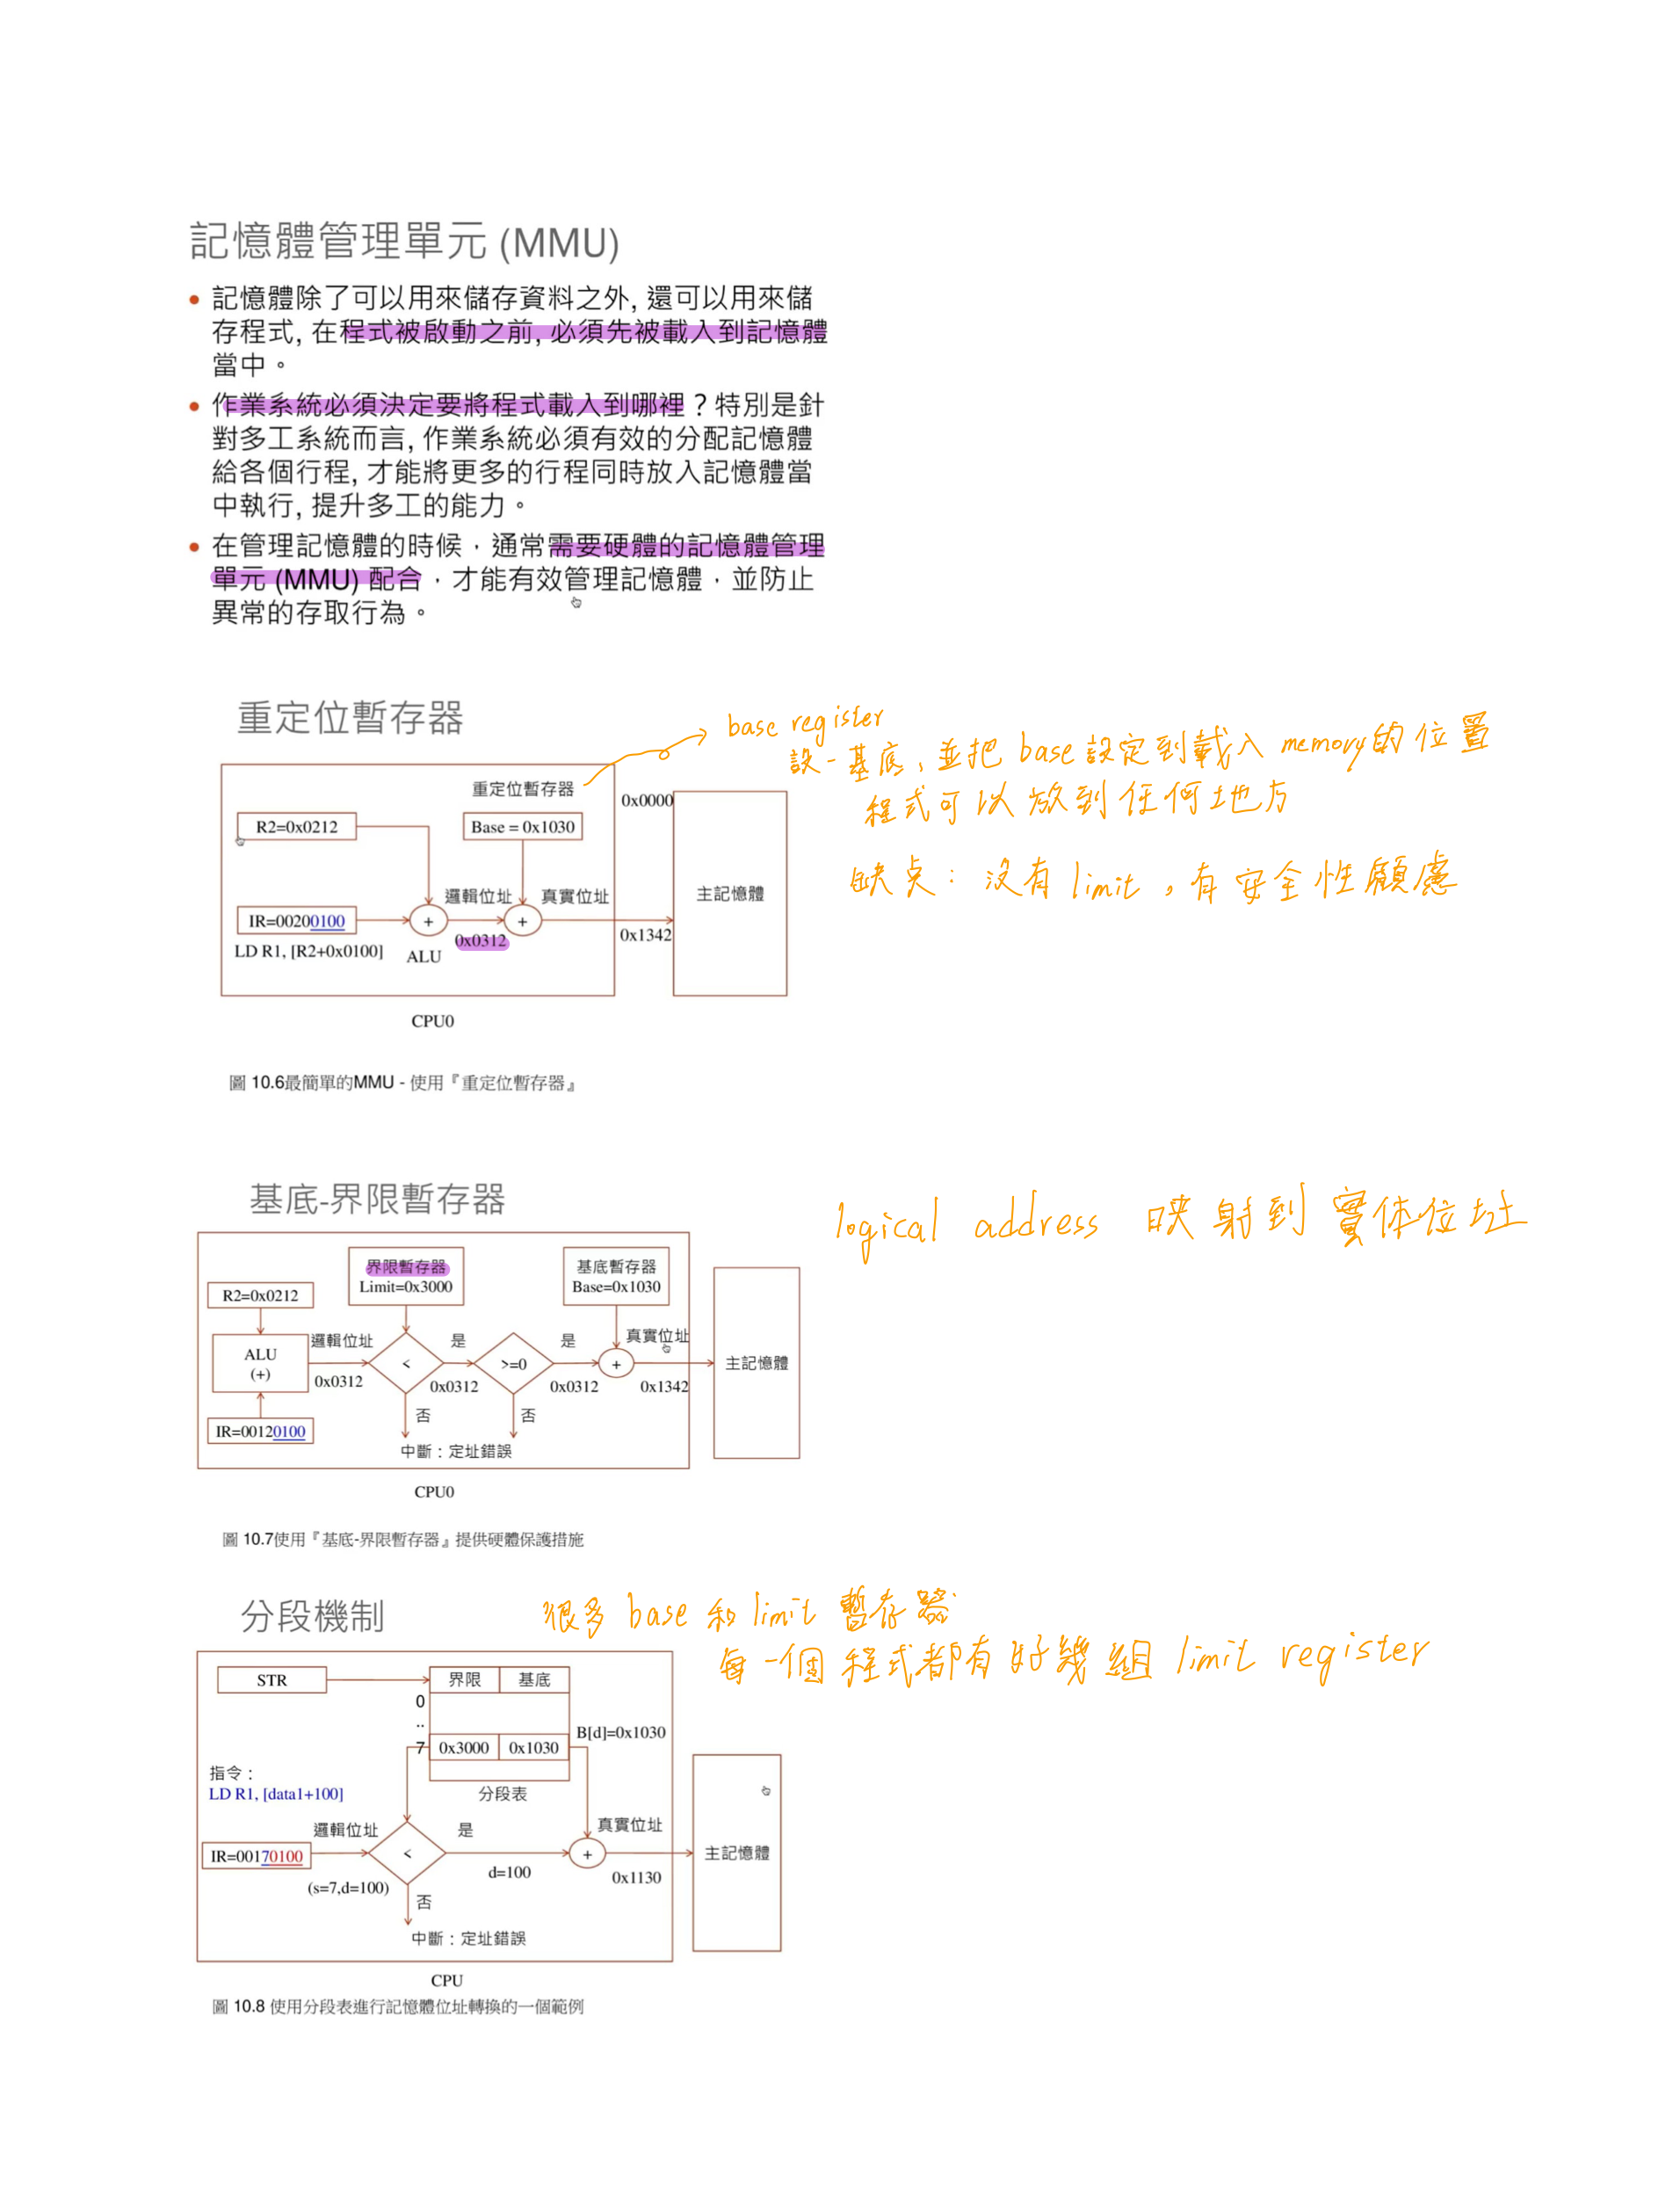 記憶體管理單元 (MMU)
• 記憶體除了可以用來儲存資料之外, 還可以用來儲
存程式, 在程式被啟動之前, 必須先被載入到記憶體
當中。
• 作業系統必須決定要將程式載入到哪裡？特別是針
對多工系統而言, 作業系統必須有效的分配記憶體
給各個行程, 才能將更多的行程同時放入記憶體當
中執行, 提升多工的能力。
• 在管理記憶體的時候，通常需要硬體的記憶體管理
單元 (MMU) 配合，才能有效管理記憶體，並防止
異常的存取行為。
重定位暫存器
base register
設一基底，並把 base 設定到載入 memory的位置
程式可以放到任何地方
缺点：沒有 limit，有安全性顧慮
重定位暫存器
0x0000
R2=0x0212
Base = 0x1030
邏輯位址
真實位址
主記憶體
IR=00200100
+
+
0x0312
0x1342
LD R1, [R2+0x0100]
ALU
CPU0
圖 10.6最簡單的MMU - 使用『重定位暫存器』
基底-界限暫存器
logical address 映射到 實体位址
界限暫存器
Limit=0x3000
基底暫存器
Base=0x1030
R2=0x0212
邏輯位址
是
是
真實位址
ALU
(+)
<
>=0
+
主記憶體
0x0312
0x0312
0x0312
0x1342
否
否
IR=00120100
中斷：定址錯誤
CPU0
圖 10.7使用『基底-界限暫存器』提供硬體保護措施
分段機制
很多 base 和 limit 暫存器
每一個 程式都有好幾組 limit register
STR
界限
基底
0
..
7
0x3000
0x1030
B[d]=0x1030
分段表
指令：
LD R1, [data1+100]
邏輯位址
是
真實位址
IR=00170100
<
+
主記憶體
d=100
0x1130
(s=7,d=100)
否
中斷：定址錯誤
CPU
圖 10.8 使用分段表進行記憶體位址轉換的一個範例